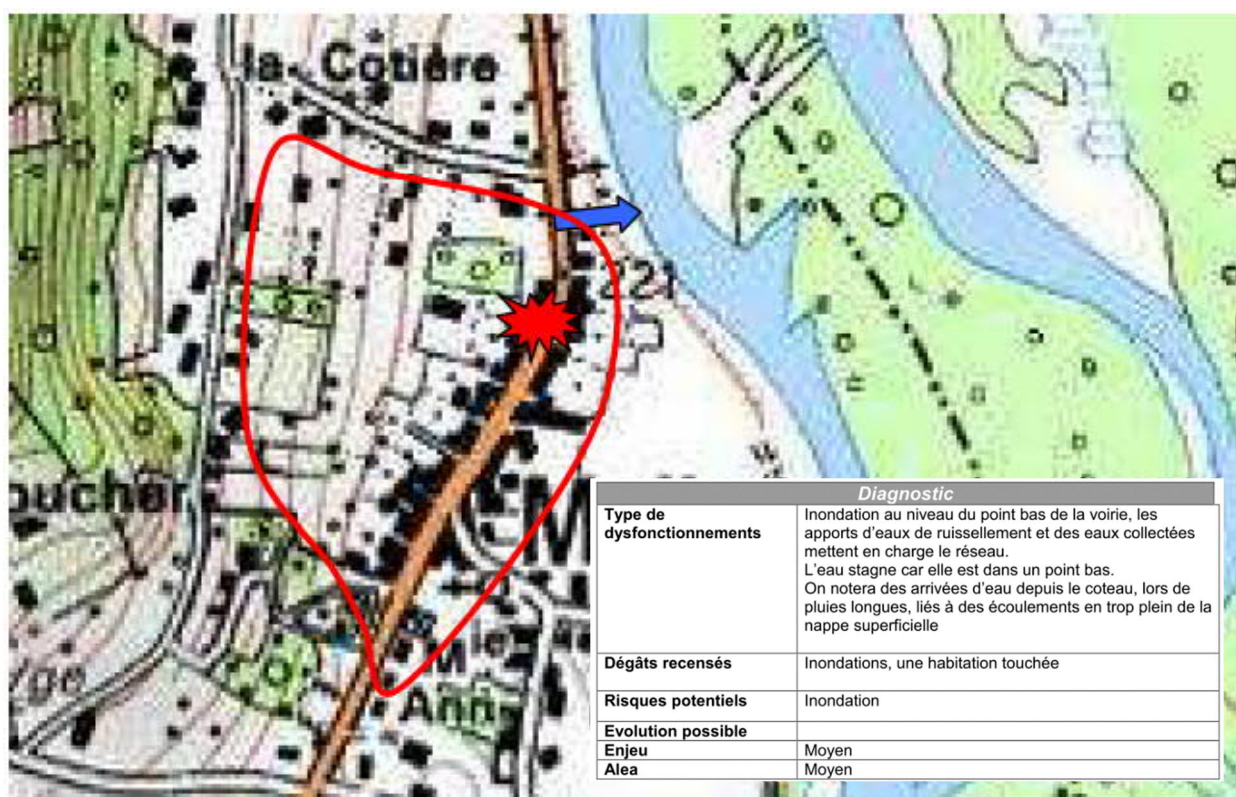 la Cotière
221
oucher
Diagnostic
Type de dysfonctionnements
Inondation au niveau du point bas de la voirie, les
apports d'eaux de ruissellement et des eaux collectées
mettent en charge le réseau.
L'eau stagne car elle est dans un point bas.
On notera des arrivées d'eau depuis le coteau, lors de
pluies longues, liés à des écoulements en trop plein de la
nappe superficielle
Dégâts recensés
Inondations, une habitation touchée
Risques potentiels
Inondation
Evolution possible
Enjeu
Moyen
Alea
Moyen
M
Mie
Ann